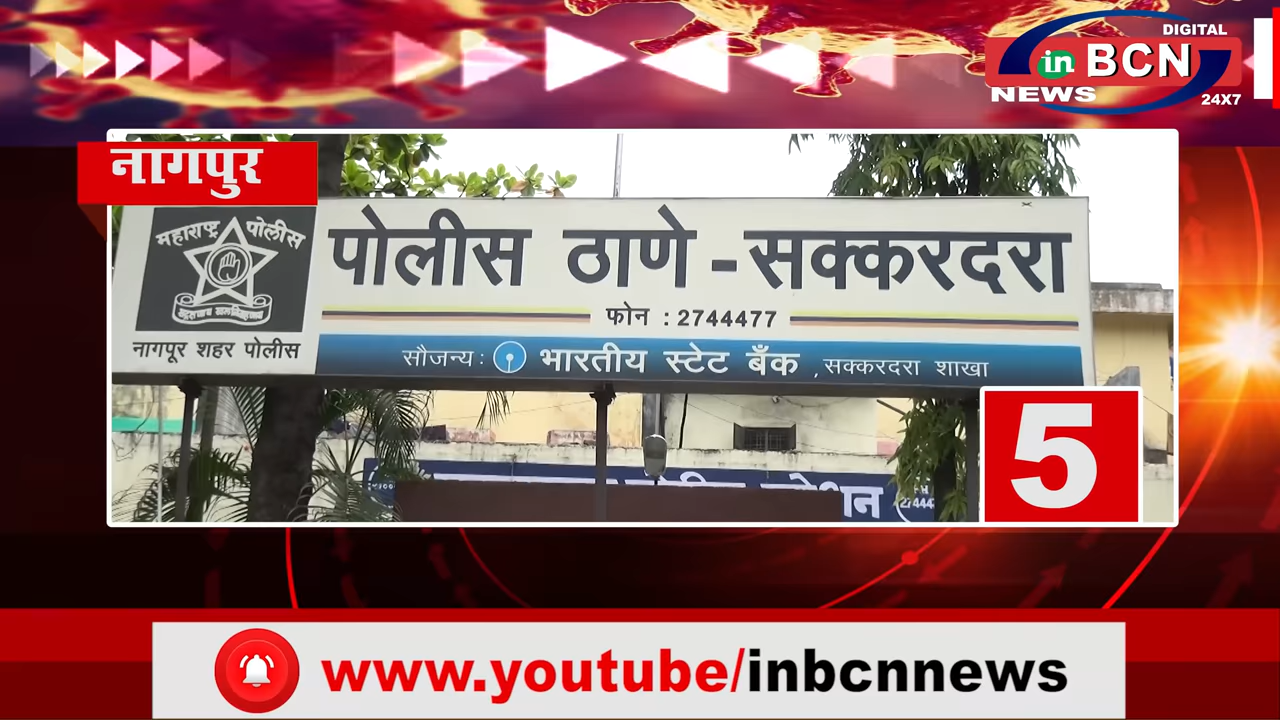 DIGITAL
in BCN
NEWS
24X7
नागपुर
महाराष्ट्र पोलीस
पोलीस ठाणे - सक्करदरा
फोन : 2744477
नागपूर शहर पोलीस
सौजन्य: भारतीय स्टेट बँक , सक्करदरा शाखा
5
www.youtube/inbcnnews